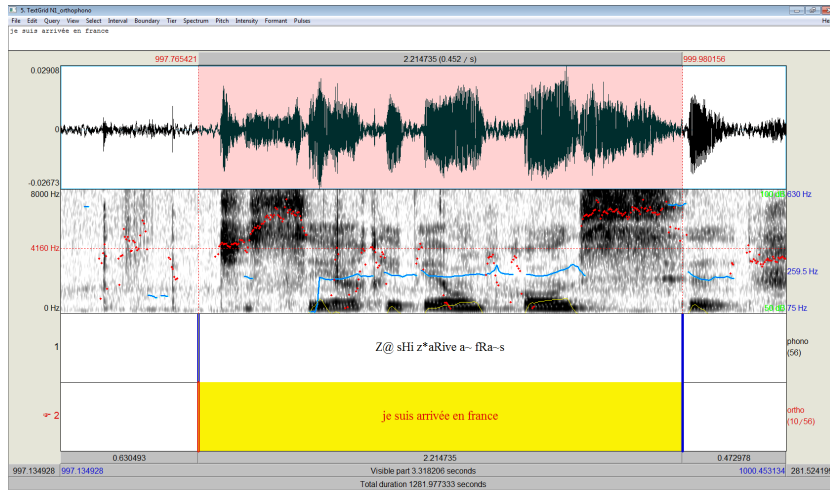 5. TextGrid N1_orthophono
File Edit Query View Select Interval Boundary Tier Spectrum Pitch Intensity Formant Pulses He
je suis arrivée en france
997.765421 2.214735 (0.452 / s) 999.980156
0.02908
0
-0.02673
8000 Hz 630 Hz
4160 Hz
259.5 Hz
0 Hz 75 Hz
1 Z@ sHi z*aRive a~ fRa~s phono
(56)
2 je suis arrivée en france ortho
(10/56)
0.630493 2.214735 0.472978
997.134928 997.134928 Visible part 3.318206 seconds 1000.453134 281.524199
Total duration 1281.977333 seconds